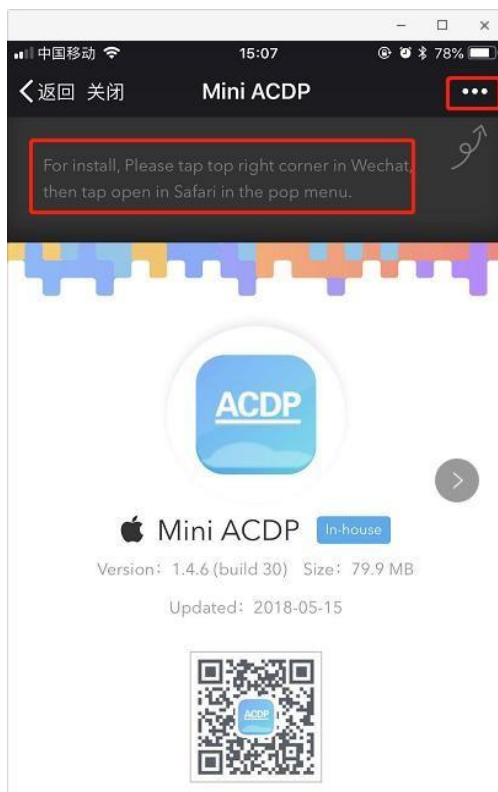 中国移动 15:07 78%
返回 关闭 Mini ACDP
For install, Please tap top right corner in Wechat,
then tap open in Safari in the pop menu.
ACDP
Mini ACDP In-house
Version: 1.4.6 (build 30) Size: 79.9 MB
Updated: 2018-05-15
ACDP